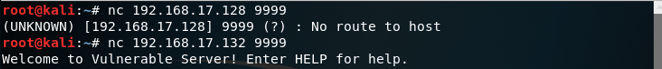 root@kali:~# nc 192.168.17.128 9999
(UNKNOWN) [192.168.17.128] 9999 (?) : No route to host
root@kali:~# nc 192.168.17.132 9999
Welcome to Vulnerable Server! Enter HELP for help.